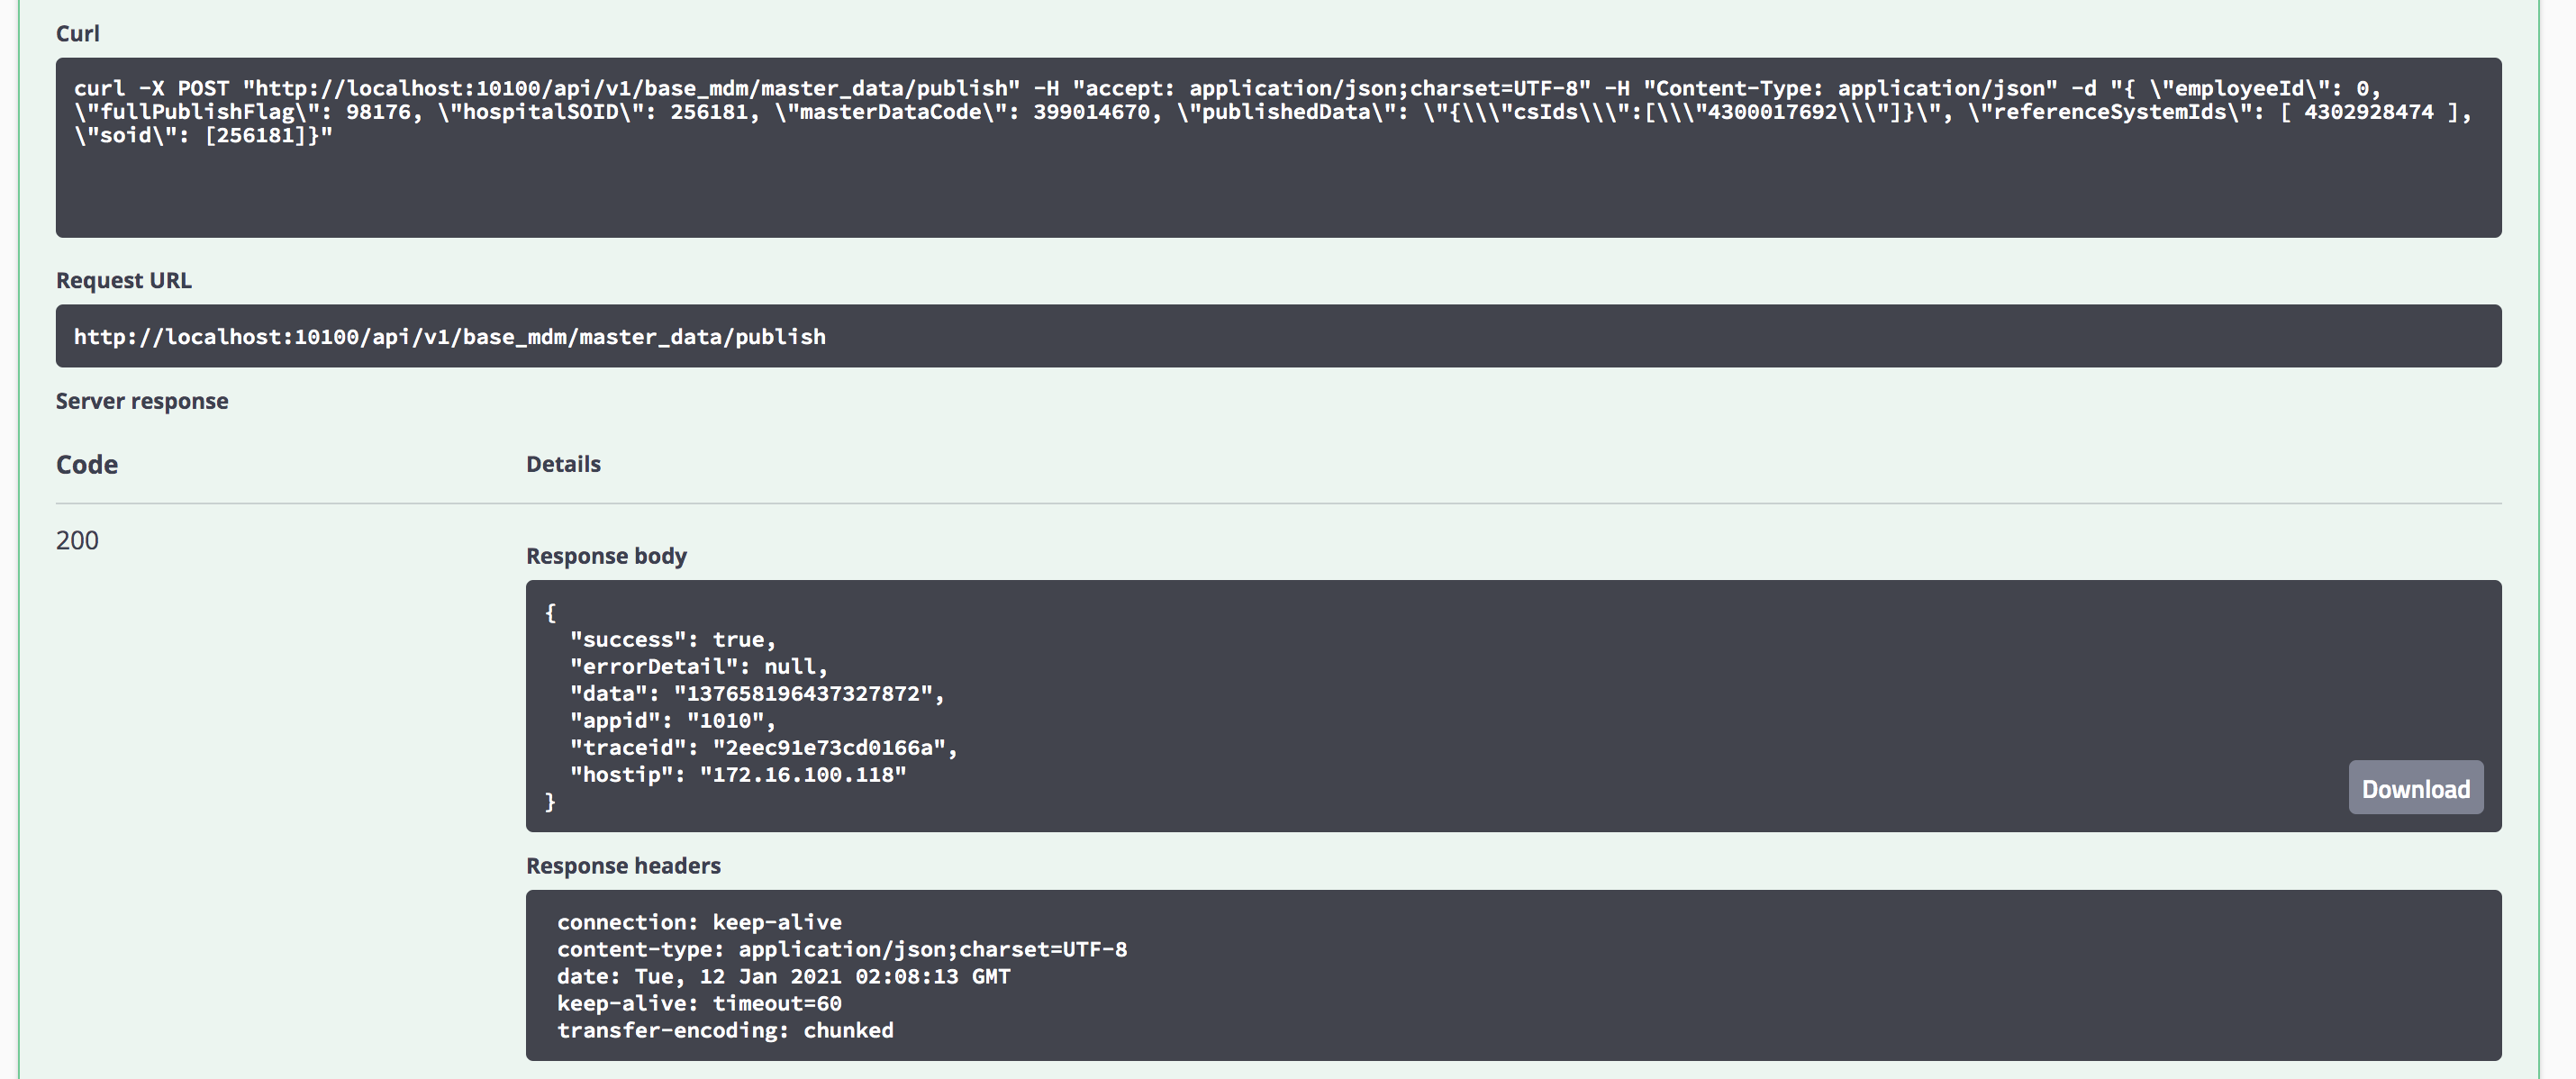 Curl
curl -X POST "http://localhost:10100/api/v1/base_mdm/master_data/publish" -H "accept: application/json;charset=UTF-8" -H "Content-Type: application/json" -d "{ \"employeeId\": 0,
\"fullPublishFlag\": 98176, \"hospitalSOID\": 256181, \"masterDataCode\": 399014670, \"publishedData\": \"{\\\"csIds\\\":[\\\"4300017692\\\"]}\", \"referenceSystemIds\": [ 4302928474 ],
\"soid\": [256181]}"
Request URL
http://localhost:10100/api/v1/base_mdm/master_data/publish
Server response
Code Details
200
Response body
{
"success": true,
"errorDetail": null,
"data": "137658196437327872",
"appid": "1010",
"traceid": "2eec91e73cd0166a",
"hostip": "172.16.100.118"
}
Download
Response headers
connection: keep-alive
content-type: application/json;charset=UTF-8
date: Tue, 12 Jan 2021 02:08:13 GMT
keep-alive: timeout=60
transfer-encoding: chunked